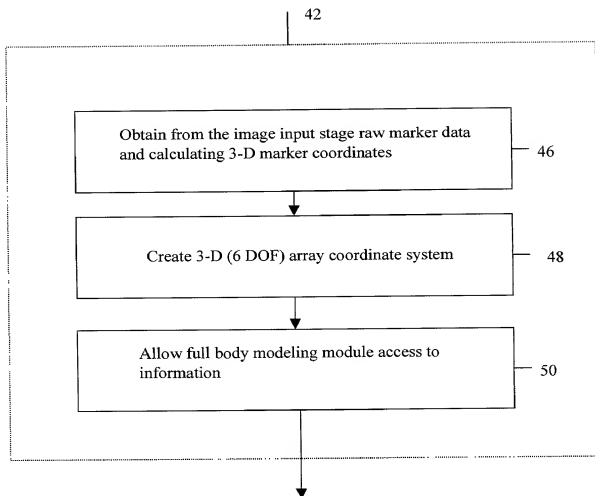 42
Obtain from the image input stage raw marker data
and calculating 3-D marker coordinates
46
Create 3-D (6 DOF) array coordinate system
48
Allow full body modeling module access to
information
50